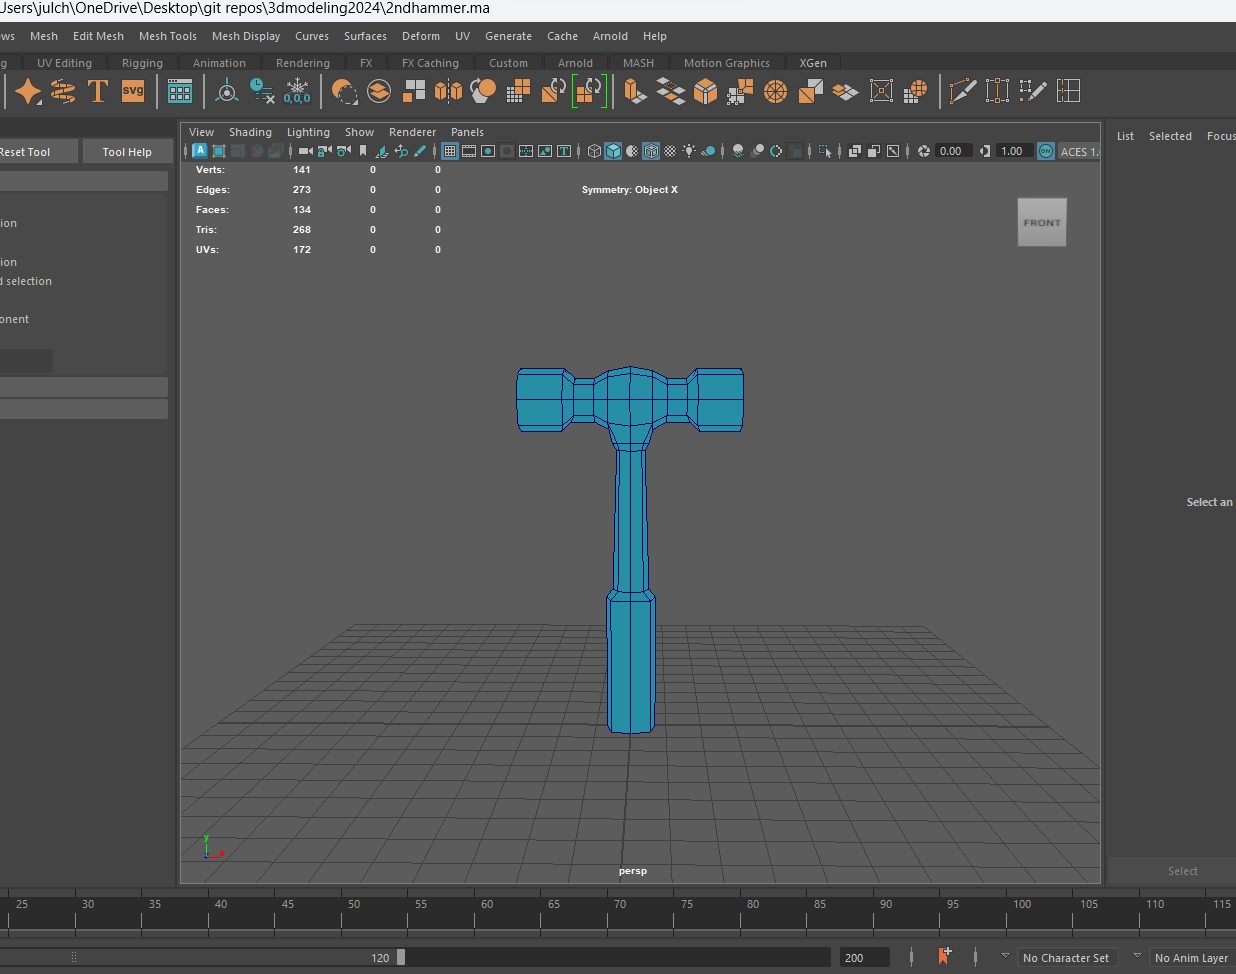 Users\julch\OneDrive\Desktop\git repos\3dmodeling2024\2ndhammer.ma
ws Mesh Edit Mesh Mesh Tools Mesh Display Curves Surfaces Deform UV Generate Cache Arnold Help
g UV Editing Rigging Animation Rendering FX FX Caching Custom Arnold MASH Motion Graphics XGen
T SVG 0,0,0
Reset Tool Tool Help
View Shading Lighting Show Renderer Panels
List Selected Focus
A T 0.00 1.00 ON ACES 1.
Verts: 141 0 0
Edges: 273 0 0
Faces: 134 0 0
Tris: 268 0 0
UVs: 172 0 0
Symmetry: Object X
FRONT
ion
ion
d selection
onent
Select an
y
x
persp
Select
25 30 35 40 45 50 55 60 65 70 75 80 85 90 95 100 105 110 115
120 200 No Character Set No Anim Layer